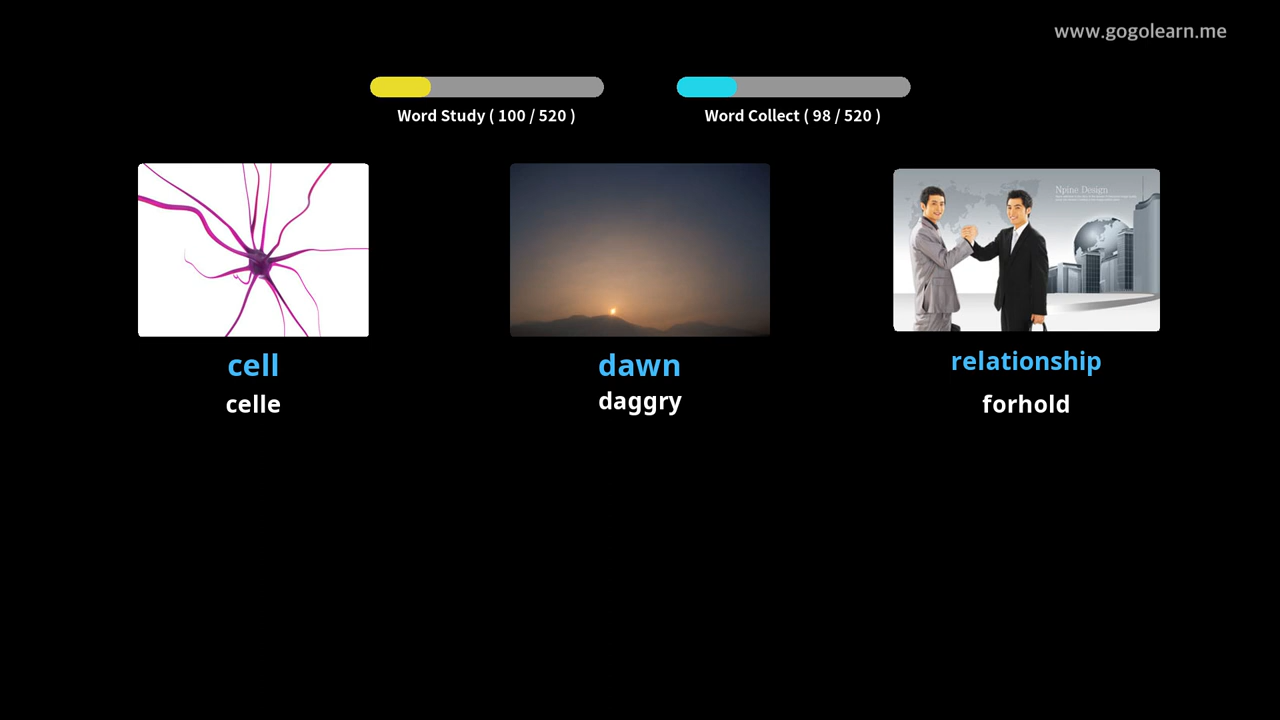 www.gogolearn.me
Word Study ( 100 / 520 )
Word Collect ( 98 / 520 )
Npine Design
cell
dawn
relationship
celle
daggry
forhold